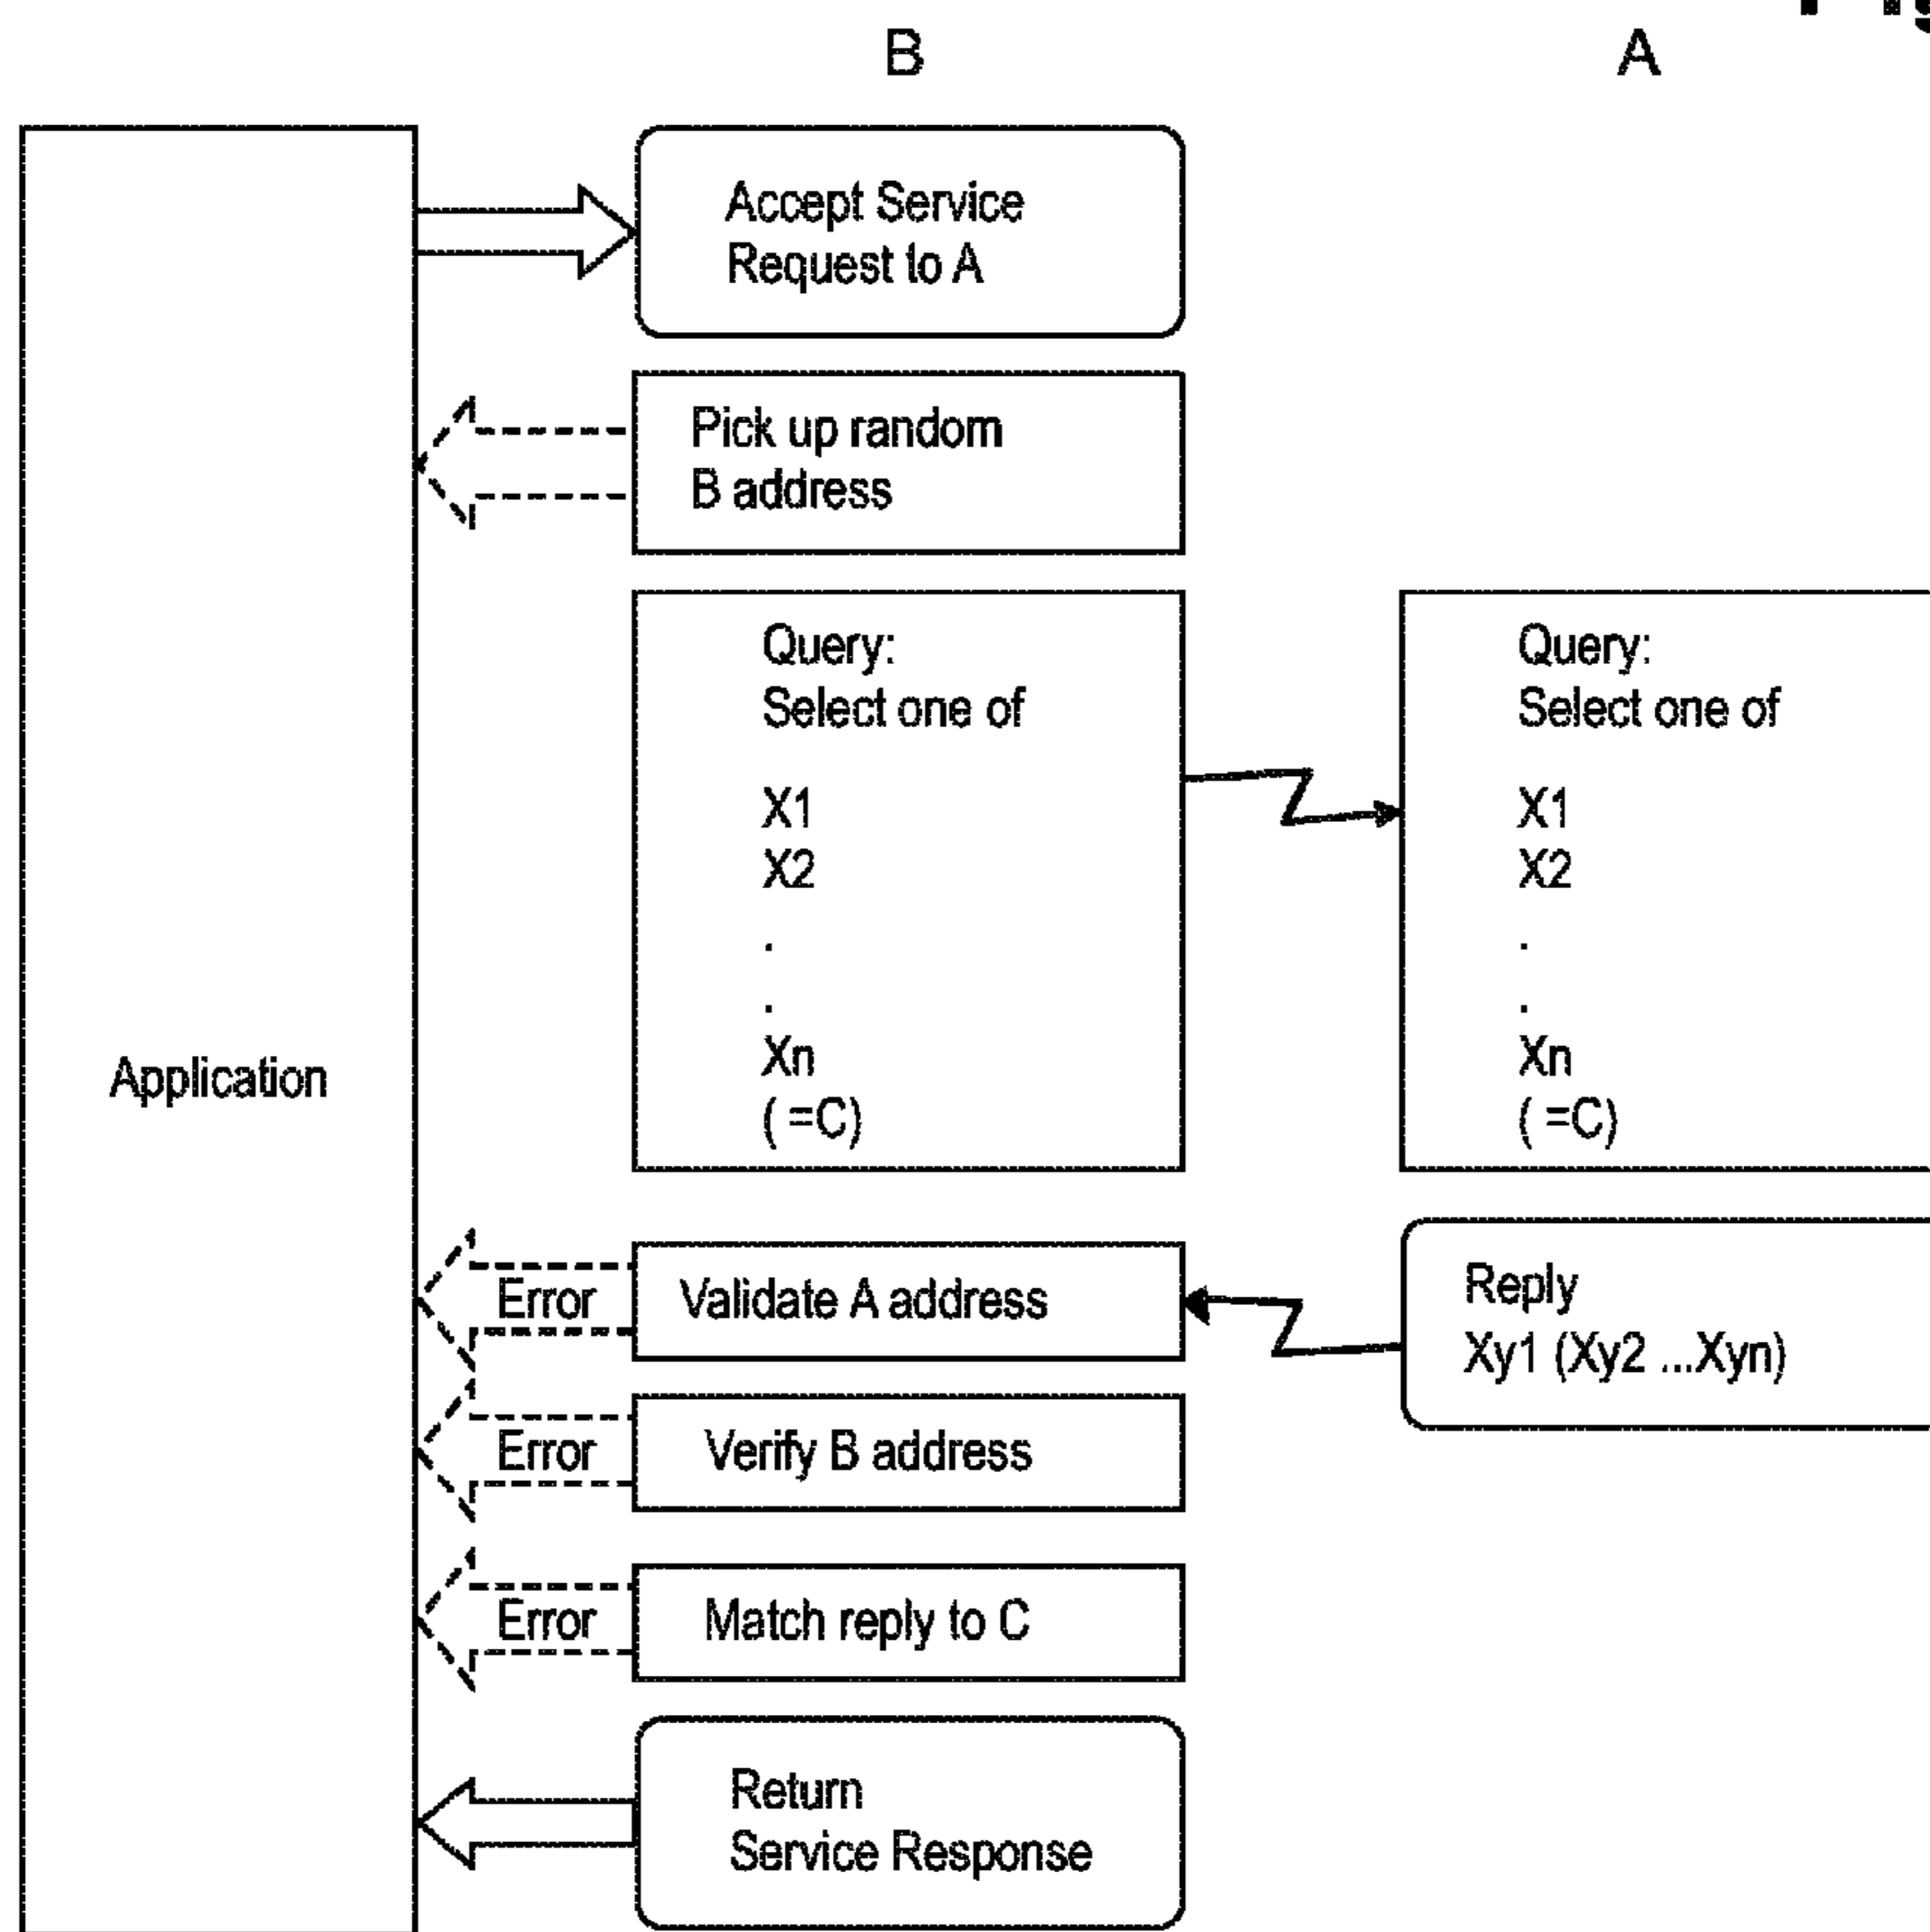 B
A
Accept Service
Request to A
Pick up random
B address
Query:
Select one of
X1
X2
.
.
Xn
( =C)
Query:
Select one of
X1
X2
.
.
Xn
( =C)
Application
Error
Validate A address
Reply
Xy1 (Xy2 ...Xyn)
Error
Verify B address
Error
Match reply to C
Return
Service Response